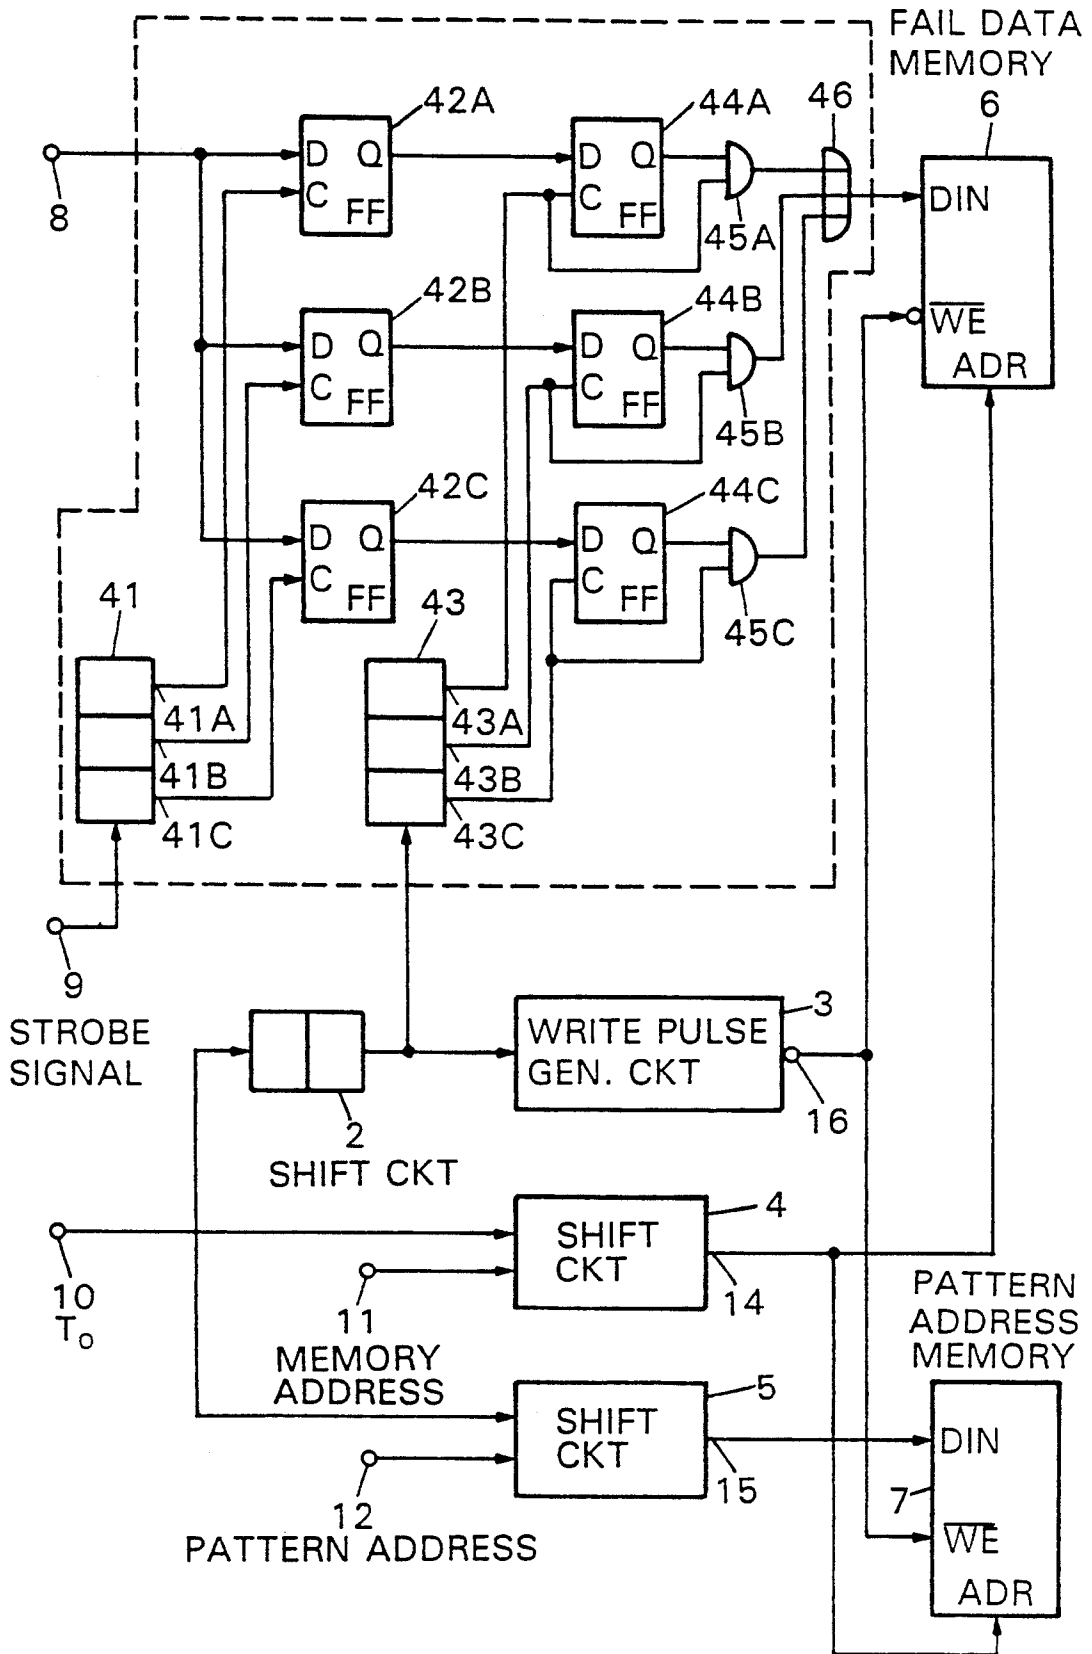 FAIL DATA
MEMORY
6
42A
44A
46
8
D Q
C
FF
D Q
C
FF
45A
DIN
WE
ADR
42B
44B
D Q
C
FF
D Q
C
FF
45B
42C
44C
D Q
C
FF
D Q
C
FF
45C
41
43
41A
41B
41C
43A
43B
43C
9
STROBE
SIGNAL
2
SHIFT CKT
WRITE PULSE
GEN. CKT
3
16
10
T₀
11
MEMORY
ADDRESS
SHIFT
CKT
4
14
PATTERN
ADDRESS
MEMORY
12
PATTERN ADDRESS
SHIFT
CKT
5
15
7
DIN
WE
ADR